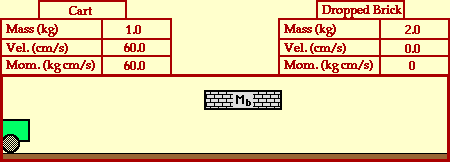 Cart
Mass (kg) 1.0
Vel. (cm/s) 60.0
Mom. (kg cm/s) 60.0
Dropped Brick
Mass (kg) 2.0
Vel. (cm/s) 0.0
Mom. (kg cm/s) 0
Mb